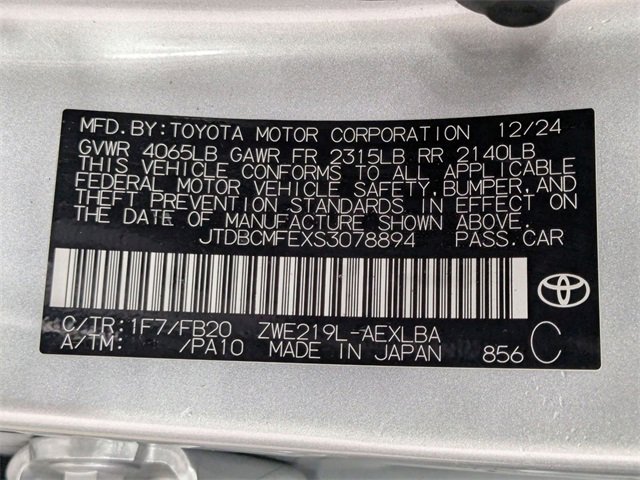 MFD. BY: TOYOTA MOTOR CORPORATION 12/24
GVWR 4065LB GAWR FR 2315LB RR 2140LB
THIS VEHICLE CONFORMS TO ALL APPLICABLE
FEDERAL MOTOR VEHICLE SAFETY, BUMPER, AND
THEFT PREVENTION STANDARDS IN EFFECT ON
THE DATE OF MANUFACTURE SHOWN ABOVE.
JTDBCMFEXS3078894 PASS. CAR
C/TR: 1F7/FB20 ZWE219L-AEXLBA
A/TM: /PA10 MADE IN JAPAN 856 C